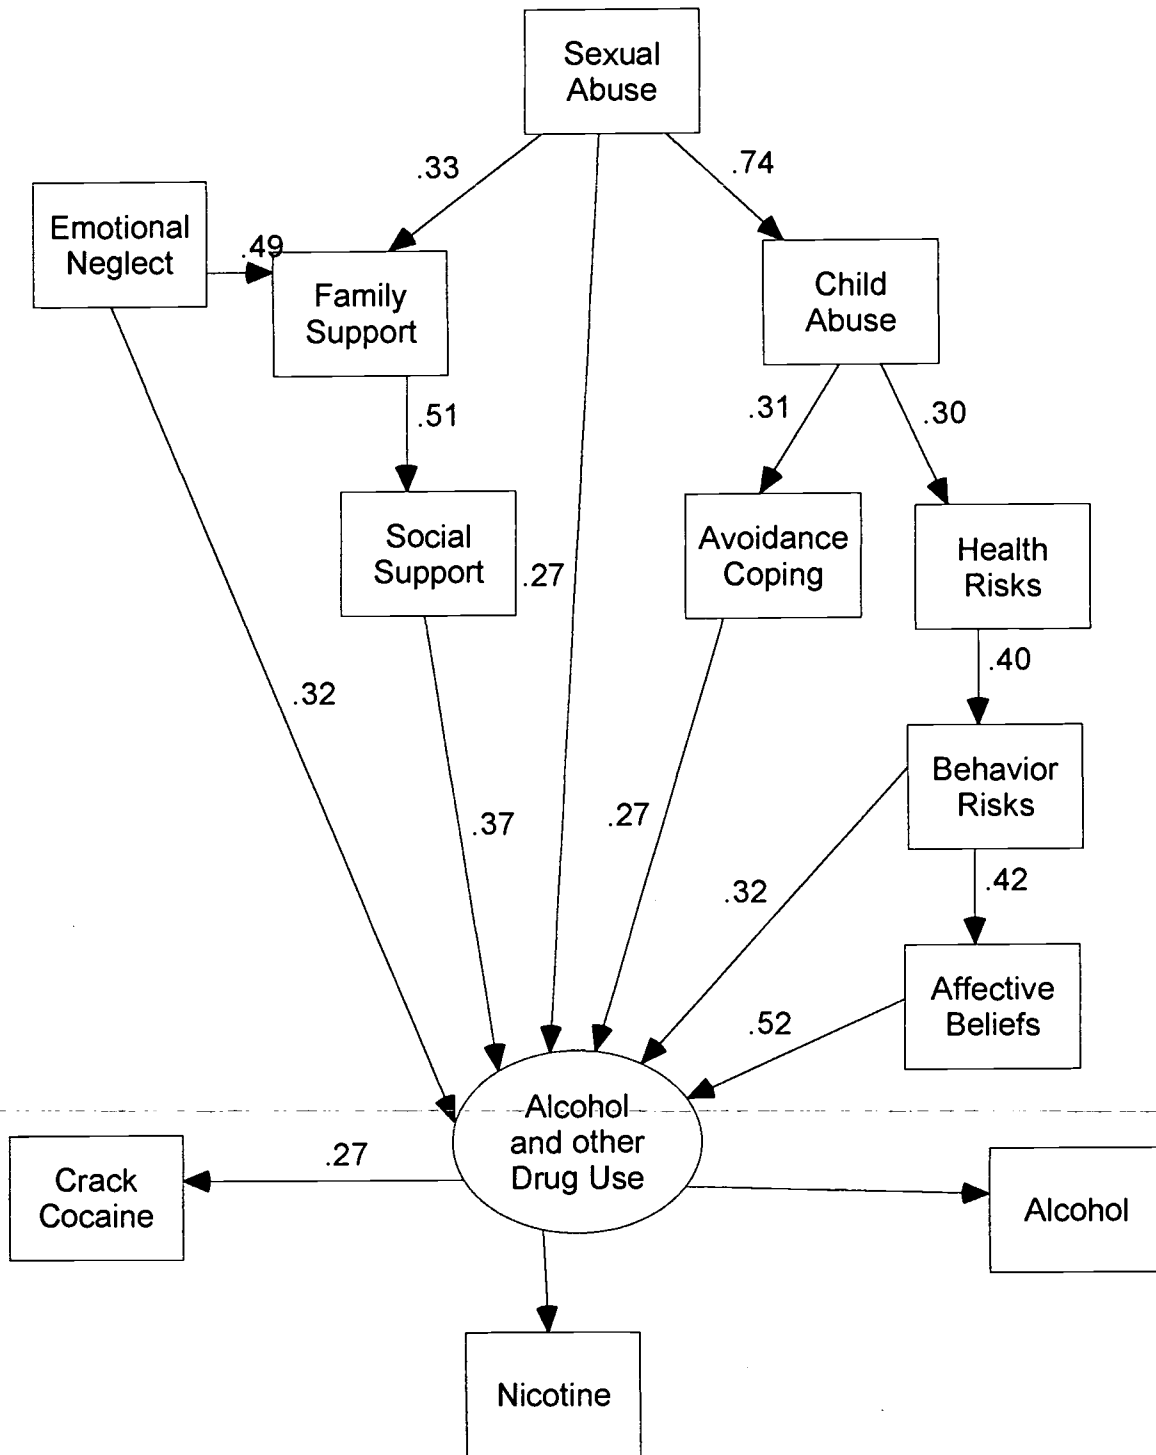 Sexual
Abuse
.33
.74
Emotional
Neglect
.49
Family
Support
Child
Abuse
.51
.31
.30
Social
Support
.27
Avoidance
Coping
Health
Risks
.32
.40
.37
.27
Behavior
Risks
.32
.42
.52
Affective
Beliefs
Alcohol
and other
Drug Use
.27
Crack
Cocaine
Alcohol
Nicotine